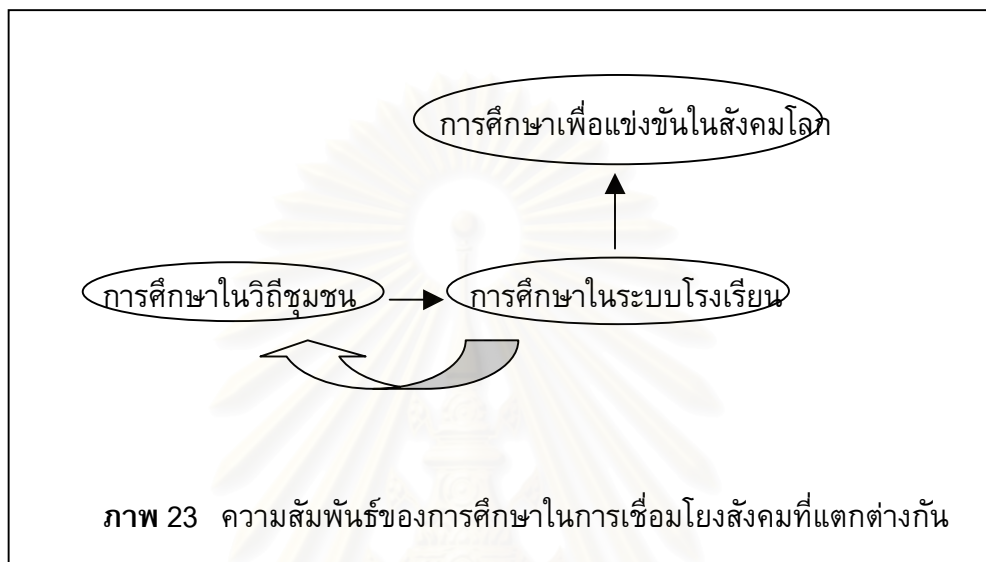 การศึกษาเพื่อแข่งขันในสังคมโลก
การศึกษาในวิถีชุมชน การศึกษาในระบบโรงเรียน
ภาพ 23 ความสัมพันธ์ของการศึกษาในการเชื่อมโยงสังคมที่แตกต่างกัน